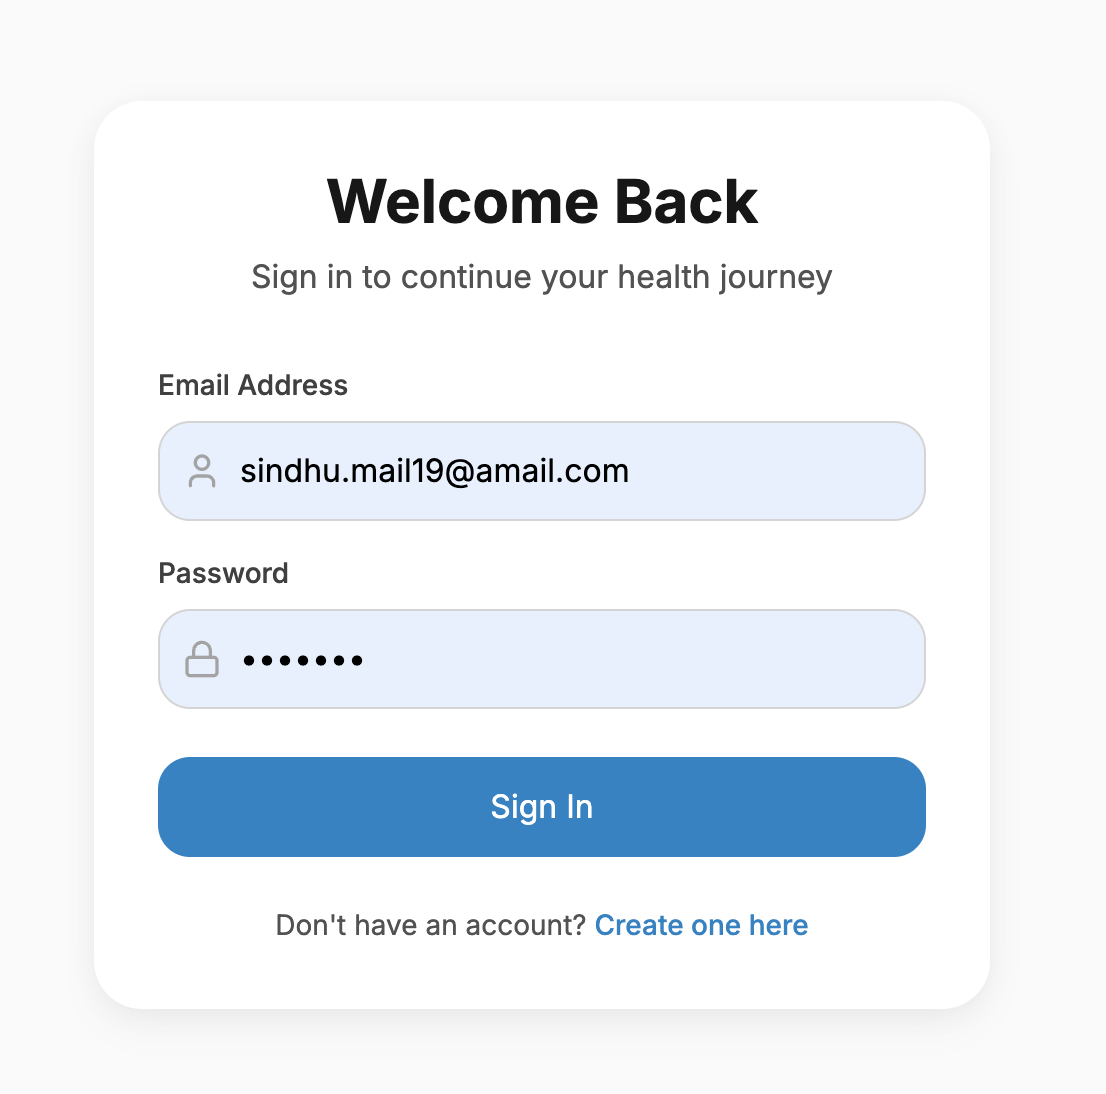 Welcome Back
Sign in to continue your health journey
Email Address
sindhu.mail19@amail.com
Password
•••••••
Sign In
Don't have an account? Create one here